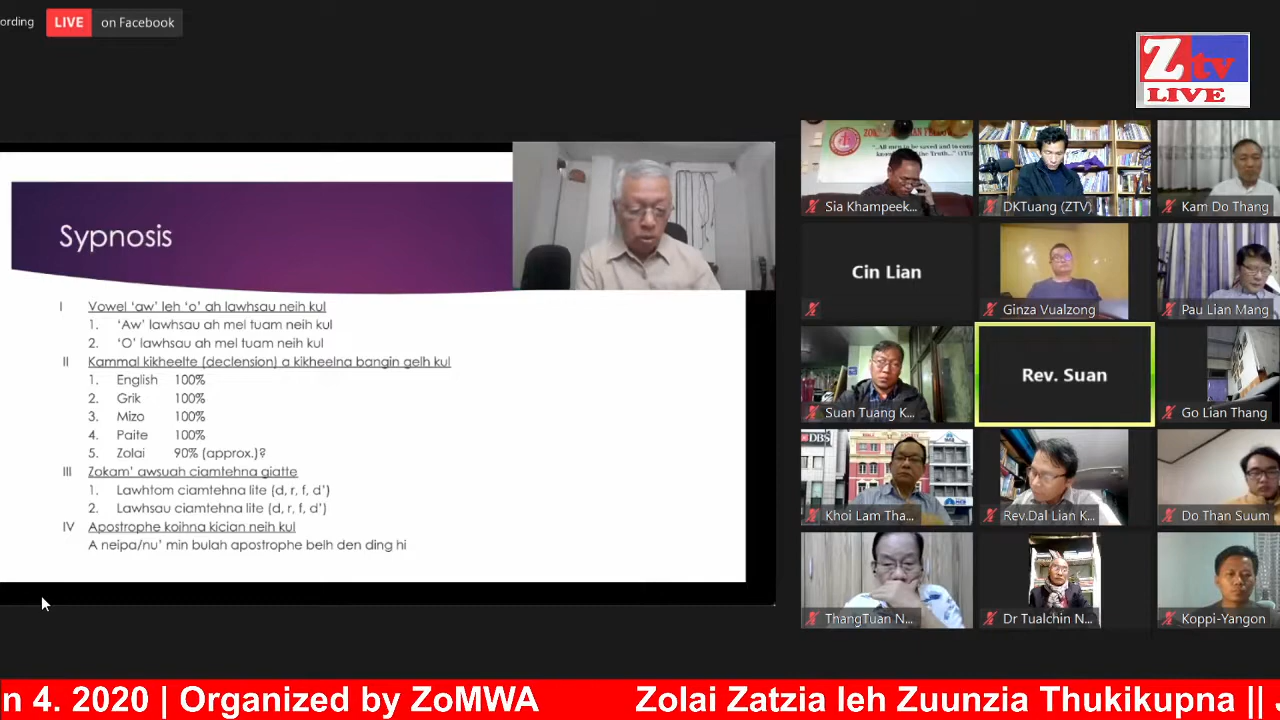 ording LIVE on Facebook
Z tv
LIVE
Sypnosis
I Vowel ‘aw’ leh ‘o’ ah lawhsau neih kul
1. ‘Aw’ lawhsau ah mel tuam neih kul
2. ‘O’ lawhsau ah mel tuam neih kul
II Kammal kikheelte (declension) a kikheelna bangin gelh kul
1. English 100%
2. Grik 100%
3. Mizo 100%
4. Paite 100%
5. Zolai 90% (approx.)?
III Zokam’ awsuah ciamtehna giatte
1. Lawhtom ciamtehna lite (d, r, f, d’)
2. Lawhsau ciamtehna lite (d, r, f, d’)
IV Apostrophe koihna kician neih kul
A neipa/nu’ min bulah apostrophe belh den ding hi
Sia Khampeek...
DKTuang (ZTV)
Kam Do Thang
Cin Lian
Ginza Vualzong
Pau Lian Mang
Suan Tuang K...
Rev. Suan
Go Lian Thang
Khoi Lam Tha...
Rev.Dal Lian K...
Do Than Suum
ThangTuan N...
Dr Tualchin N...
Koppi-Yangon
n 4. 2020 | Organized by ZoMWA Zolai Zatzia leh Zuunzia Thukikupna ||